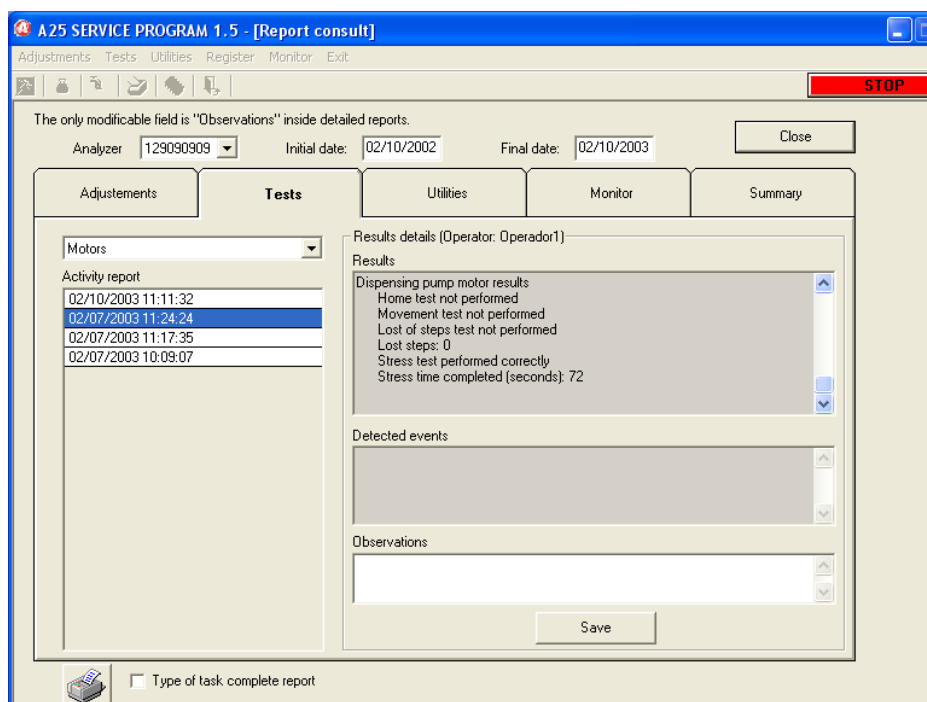 A25 SERVICE PROGRAM 1.5 - [Report consult]
Adjustments Tests Utilities Register Monitor Exit
STOP
The only modificable field is "Observations" inside detailed reports.
Analyzer 129090909 Initial date: 02/10/2002 Final date: 02/10/2003 Close
Adjustements Tests Utilities Monitor Summary
Motors
Activity report
02/10/2003 11:11:32
02/07/2003 11:24:24
02/07/2003 11:17:35
02/07/2003 10:09:07
Results details (Operator: Operador1)
Results
Dispensing pump motor results
Home test not performed
Movement test not performed
Lost of steps test not performed
Lost steps: 0
Stress test performed correctly
Stress time completed (seconds): 72
Detected events
Observations
Save
Type of task complete report